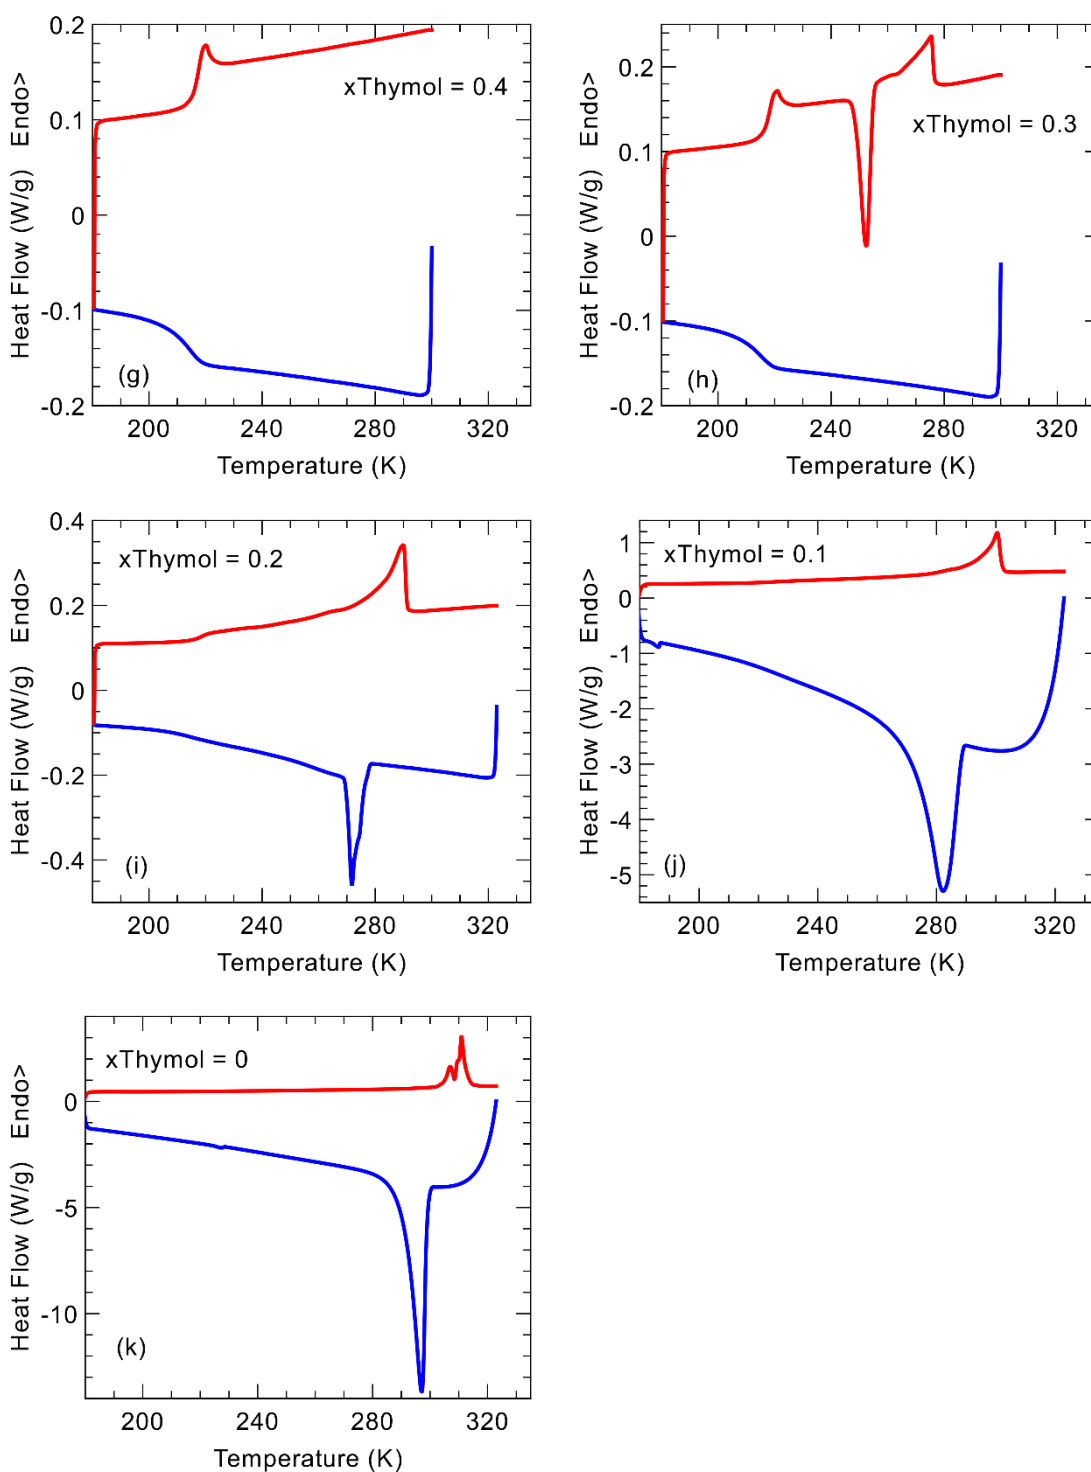 0.2
0.1
0
-0.1
-0.2
Heat Flow (W/g) Endo>
xThymol = 0.4
(g)
200 240 280 320
Temperature (K)
0.2
0.1
0
-0.1
-0.2
Heat Flow (W/g) Endo>
xThymol = 0.3
(h)
200 240 280 320
Temperature (K)
0.4
0.2
0
-0.2
-0.4
Heat Flow (W/g) Endo>
xThymol = 0.2
(i)
200 240 280 320
Temperature (K)
1
0
-1
-2
-3
-4
-5
Heat Flow (W/g) Endo>
xThymol = 0.1
(j)
200 240 280 320
Temperature (K)
0
-5
-10
Heat Flow (W/g) Endo>
xThymol = 0
(k)
200 240 280 320
Temperature (K)